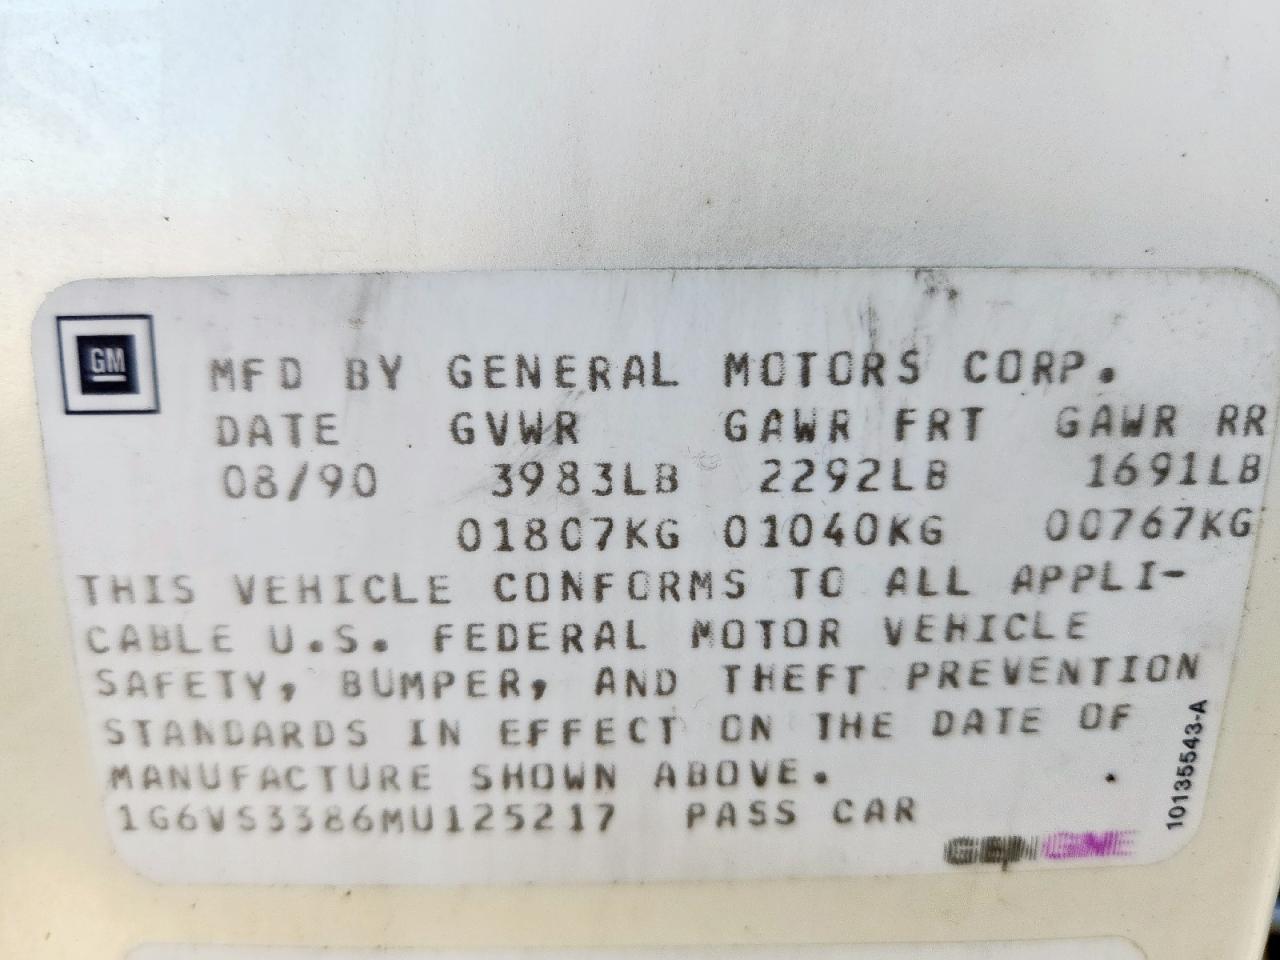 GM
MFD BY GENERAL MOTORS CORP.
DATE GVWR GAWR FRT GAWR RR
08/90 3983LB 2292LB 1691LB
01807KG 01040KG 00767KG
THIS VEHICLE CONFORMS TO ALL APPLI-
CABLE U.S. FEDERAL MOTOR VEHICLE
SAFETY, BUMPER, AND THEFT PREVENTION
STANDARDS IN EFFECT ON THE DATE OF
MANUFACTURE SHOWN ABOVE.
1G6VS3386MU125217 PASS CAR
10135543-A